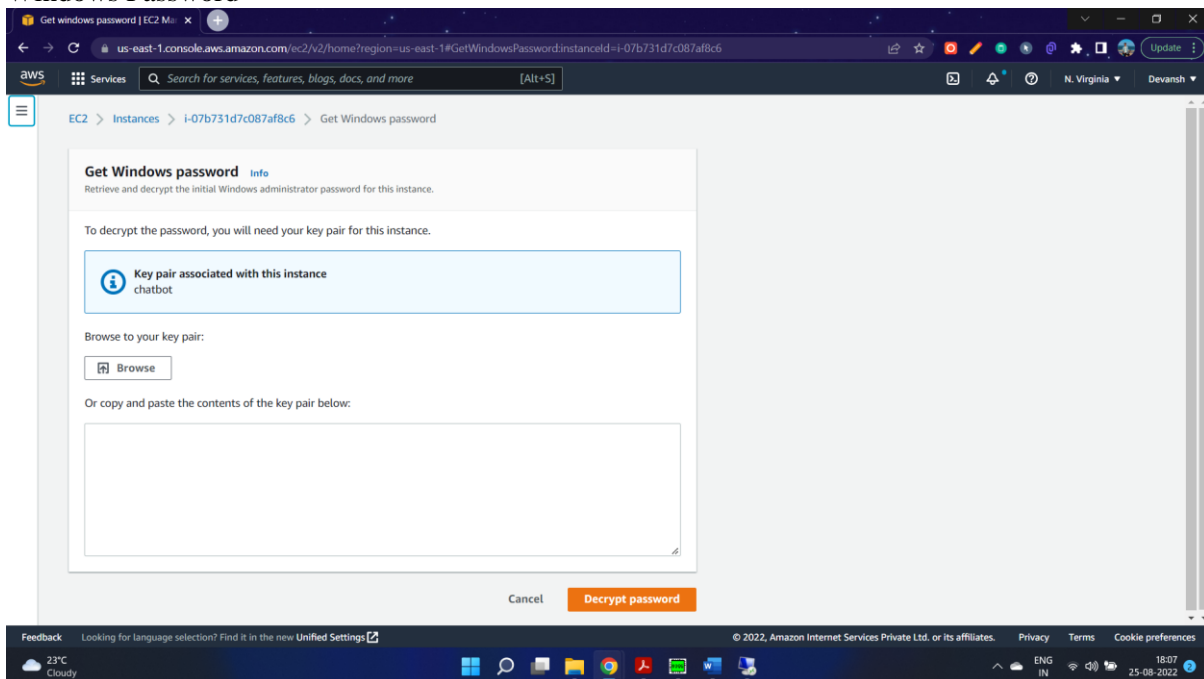 Windows Password
Get windows password | EC2 Ma
us-east-1.console.aws.amazon.com/ec2/v2/home?region=us-east-1#GetWindowsPassword:instanceId=i-07b731d7c087af8c6
Update
aws
Services
Search for services, features, blogs, docs, and more
[Alt+S]
N. Virginia
Devansh
EC2 > Instances > i-07b731d7c087af8c6 > Get Windows password
Get Windows password Info
Retrieve and decrypt the initial Windows administrator password for this instance.
To decrypt the password, you will need your key pair for this instance.
Key pair associated with this instance
chatbot
Browse to your key pair:
Browse
Or copy and paste the contents of the key pair below:
Cancel
Decrypt password
Feedback
Looking for language selection? Find it in the new Unified Settings
© 2022, Amazon Internet Services Private Ltd. or its affiliates.
Privacy
Terms
Cookie preferences
23°C
Cloudy
ENG
IN
18:07
25-08-2022
2